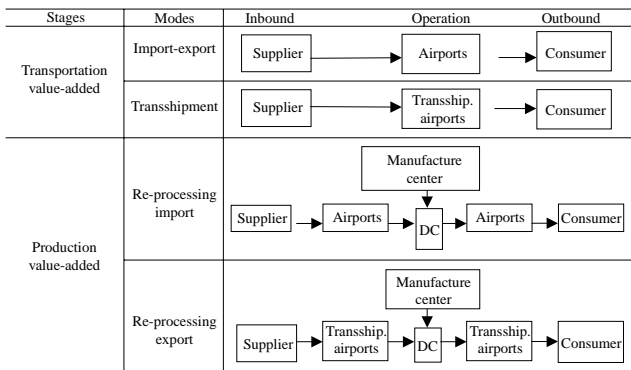 Stages Modes Inbound Operation Outbound
Transportation
value-added
Import-export
Supplier Airports Consumer
Transshipment
Supplier
Transship.
airports
Consumer
Production
value-added
Re-processing
import
Manufacture
center
Supplier Airports DC Airports Consumer
Re-processing
export
Manufacture
center
Supplier
Transship.
airports
DC
Transship.
airports
Consumer